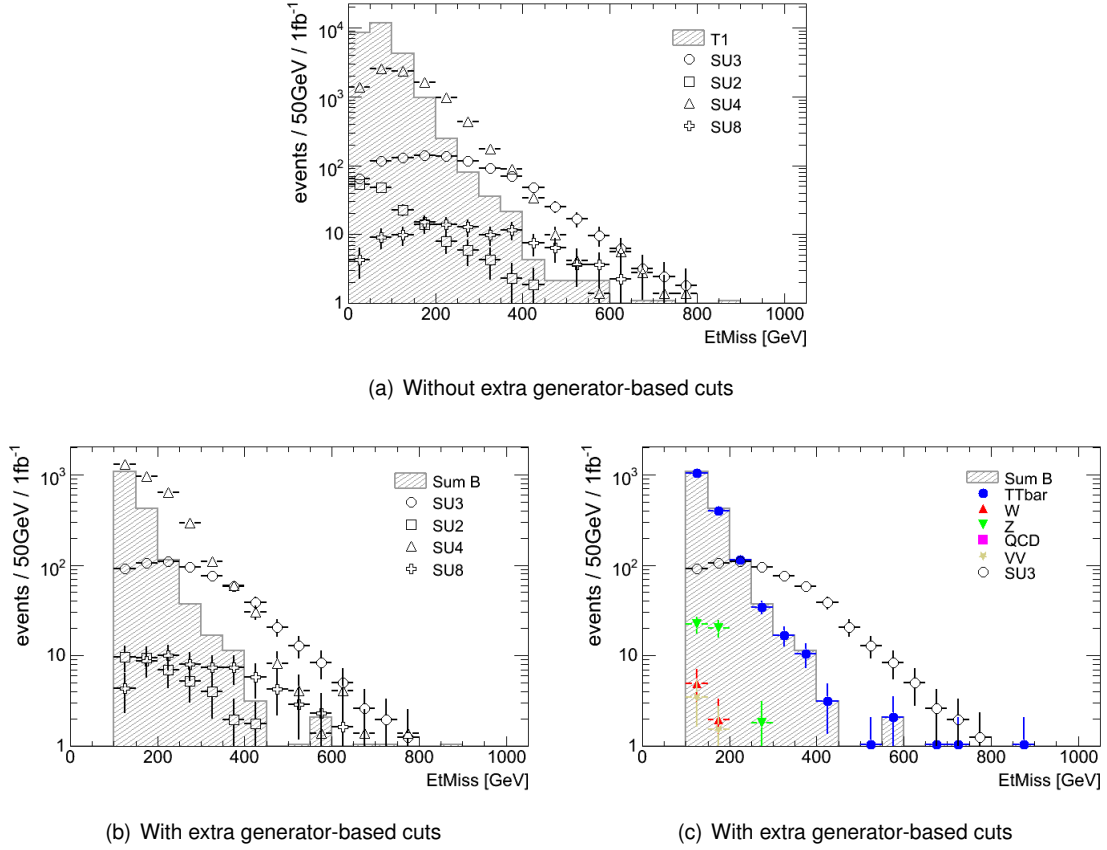 events / 50GeV / 1fb⁻¹
10⁴
10³
10²
10
1
T1
SU3
SU2
SU4
SU8
0 200 400 600 800 1000
EtMiss [GeV]
(a) Without extra generator-based cuts
events / 50GeV / 1fb⁻¹
10³
10²
10
1
Sum B
SU3
SU2
SU4
SU8
0 200 400 600 800 1000
EtMiss [GeV]
(b) With extra generator-based cuts
events / 50GeV / 1fb⁻¹
10³
10²
10
1
Sum B
TTbar
W
Z
QCD
VV
SU3
0 200 400 600 800 1000
EtMiss [GeV]
(c) With extra generator-based cuts